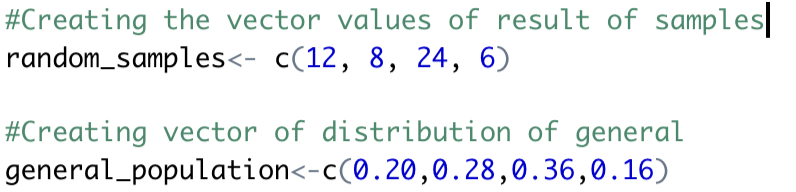 #Creating the vector values of result of samples
random_samples<- c(12, 8, 24, 6)
#Creating vector of distribution of general
general_population<-c(0.20,0.28,0.36,0.16)